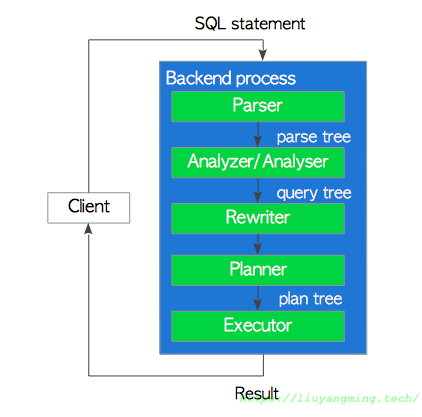 SQL statement
Backend process
Parser
parse tree
Analyzer/Analyser
query tree
Client
Rewriter
Planner
plan tree
Executor
Result
https://liuyangming.tech/